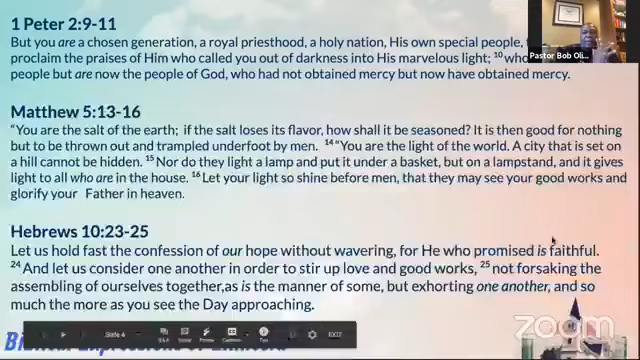 1 Peter 2:9-11
But you are a chosen generation, a royal priesthood, a holy nation, His own special people,
proclaim the praises of Him who called you out of darkness into His marvelous light; 10 who
people but are now the people of God, who had not obtained mercy but now have obtained mercy.
Pastor Bob Oli...
Matthew 5:13-16
"You are the salt of the earth; if the salt loses its flavor, how shall it be seasoned? It is then good for nothing
but to be thrown out and trampled underfoot by men. 14 "You are the light of the world. A city that is set on
a hill cannot be hidden. 15 Nor do they light a lamp and put it under a basket, but on a lampstand, and it gives
light to all who are in the house. 16 Let your light so shine before men, that they may see your good works and
glorify your Father in heaven.
Hebrews 10:23-25
Let us hold fast the confession of our hope without wavering, for He who promised is faithful.
24 And let us consider one another in order to stir up love and good works, 25 not forsaking the
assembling of ourselves together,as is the manner of some, but exhorting one another, and so
much the more as you see the Day approaching.
Slide 4
Q&A
Preview
EXIT
zoom